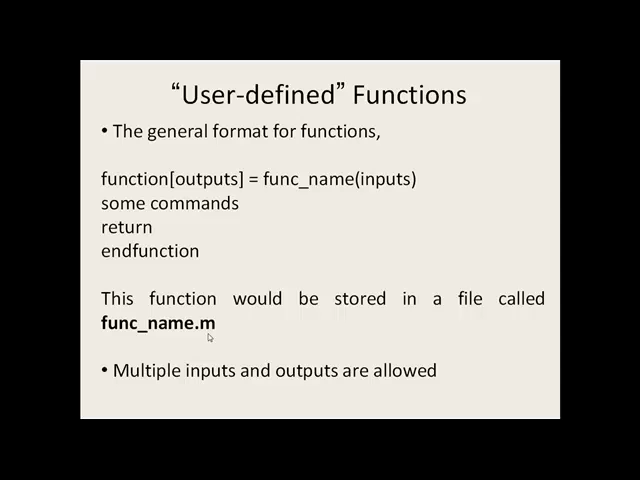 “User-defined” Functions
• The general format for functions,
function[outputs] = func_name(inputs)
some commands
return
endfunction
This function would be stored in a file called
func_name.m
• Multiple inputs and outputs are allowed